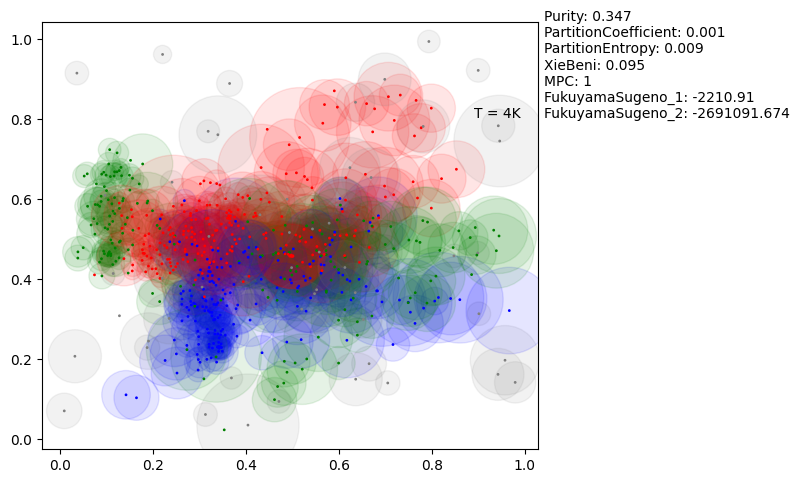 Purity: 0.347
PartitionCoefficient: 0.001
PartitionEntropy: 0.009
XieBeni: 0.095
MPC: 1
FukuyamaSugeno_1: -2210.91
FukuyamaSugeno_2: -2691091.674
T = 4K
1.0
0.8
0.6
0.4
0.2
0.0
0.0 0.2 0.4 0.6 0.8 1.0